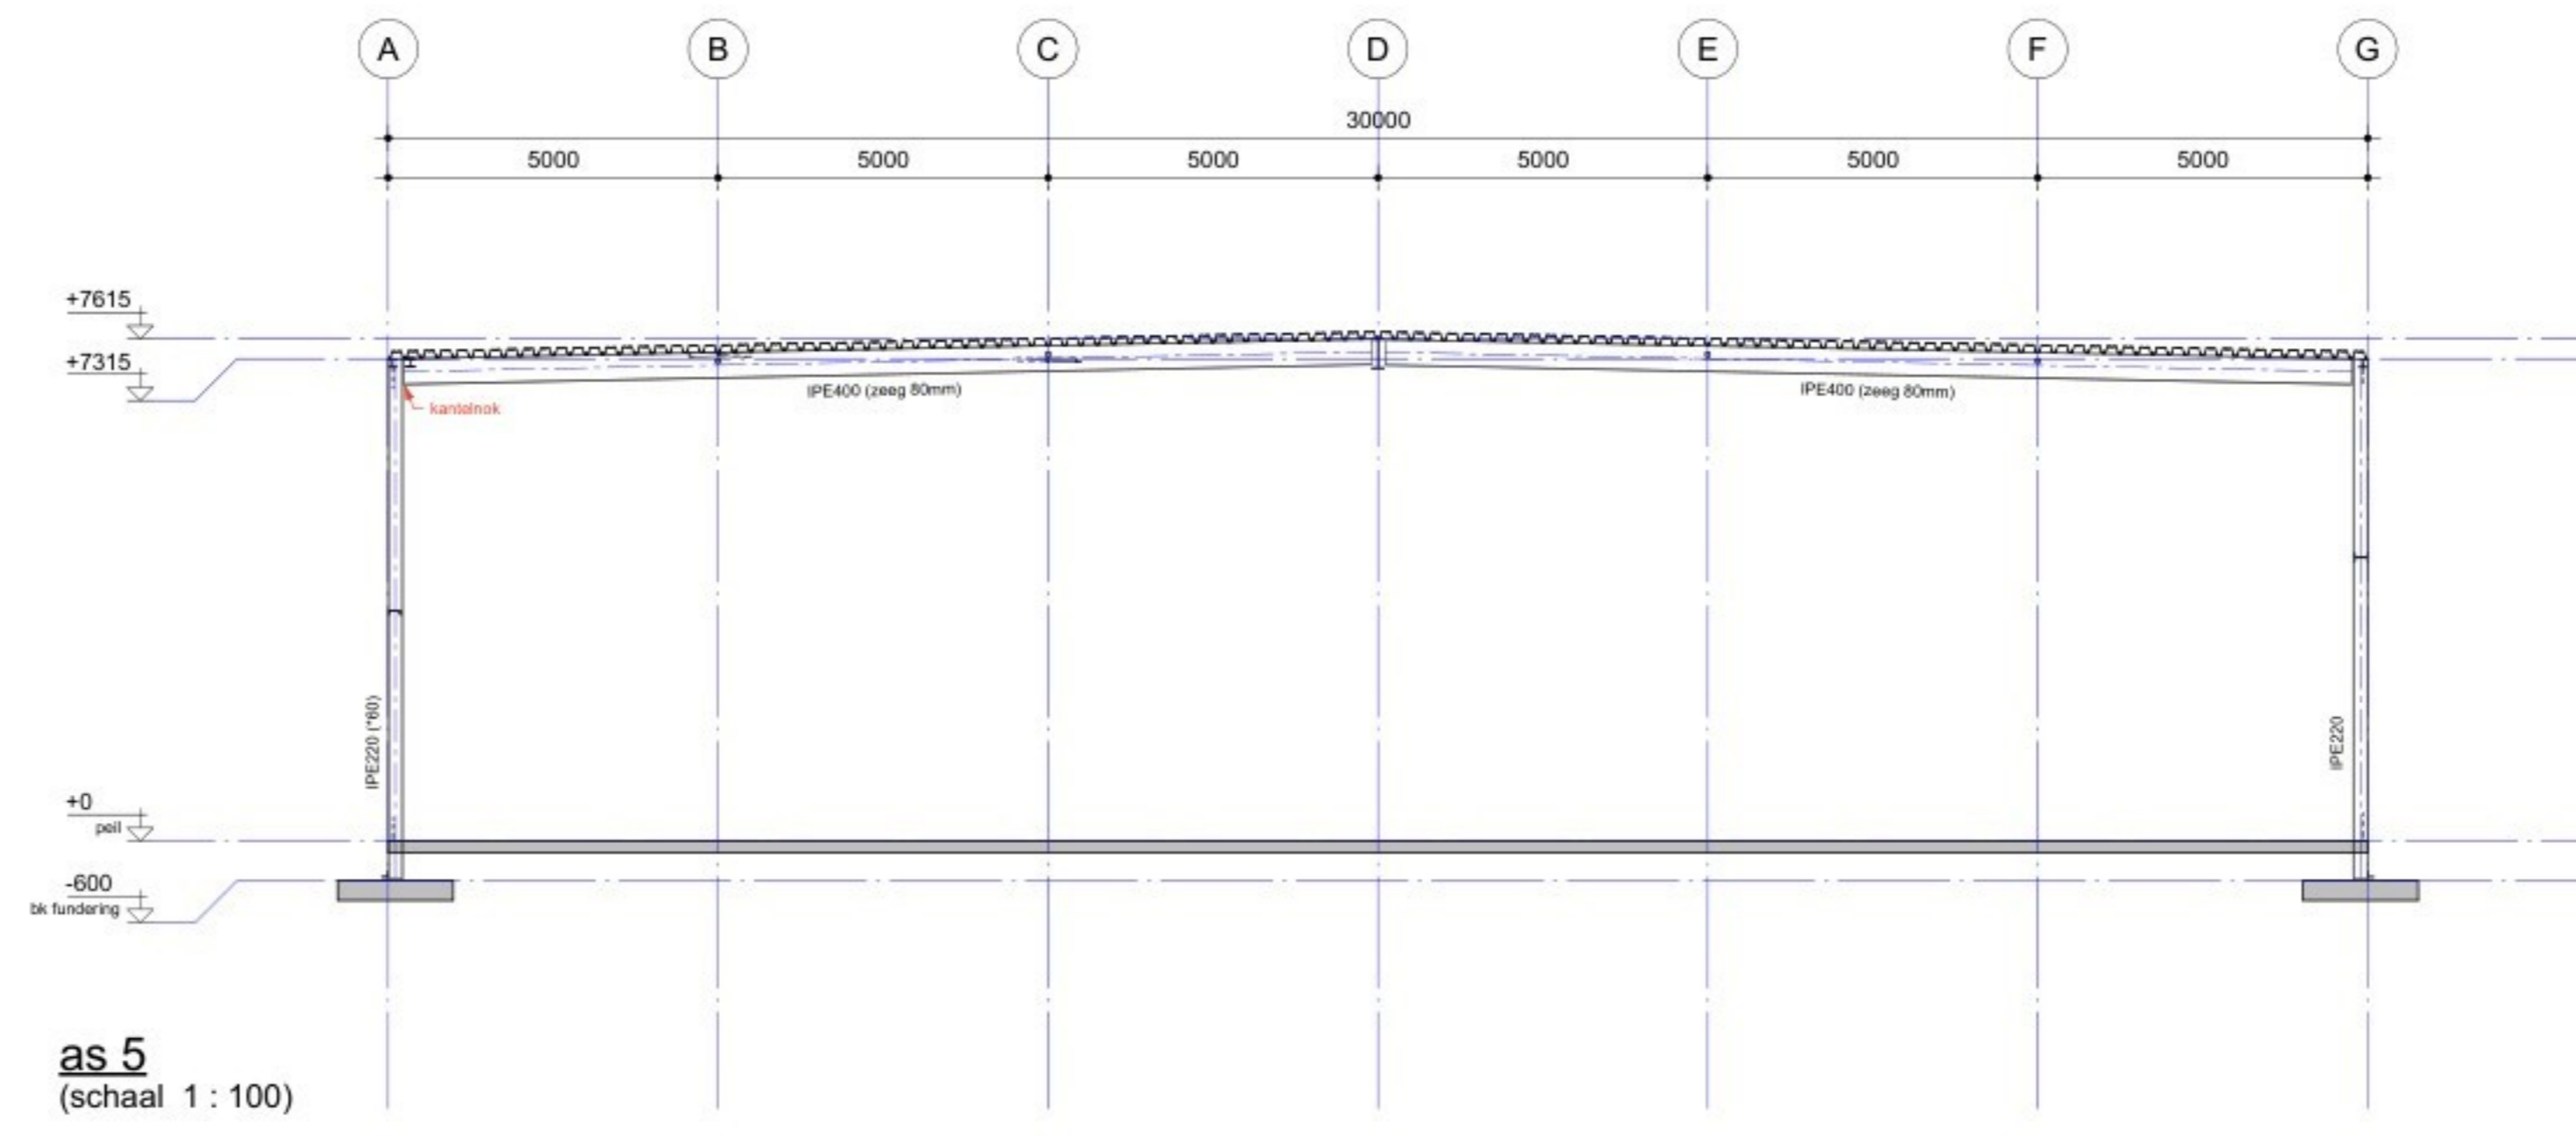 A B C D E F G
30000
5000 5000 5000 5000 5000 5000
+7615
+7315
IPE400 (zeeg 80mm) IPE400 (zeeg 80mm)
kantelnok
IPE220 (*60)
IPE220
+0
peil
-600
bk fundering
as 5
(schaal 1 : 100)